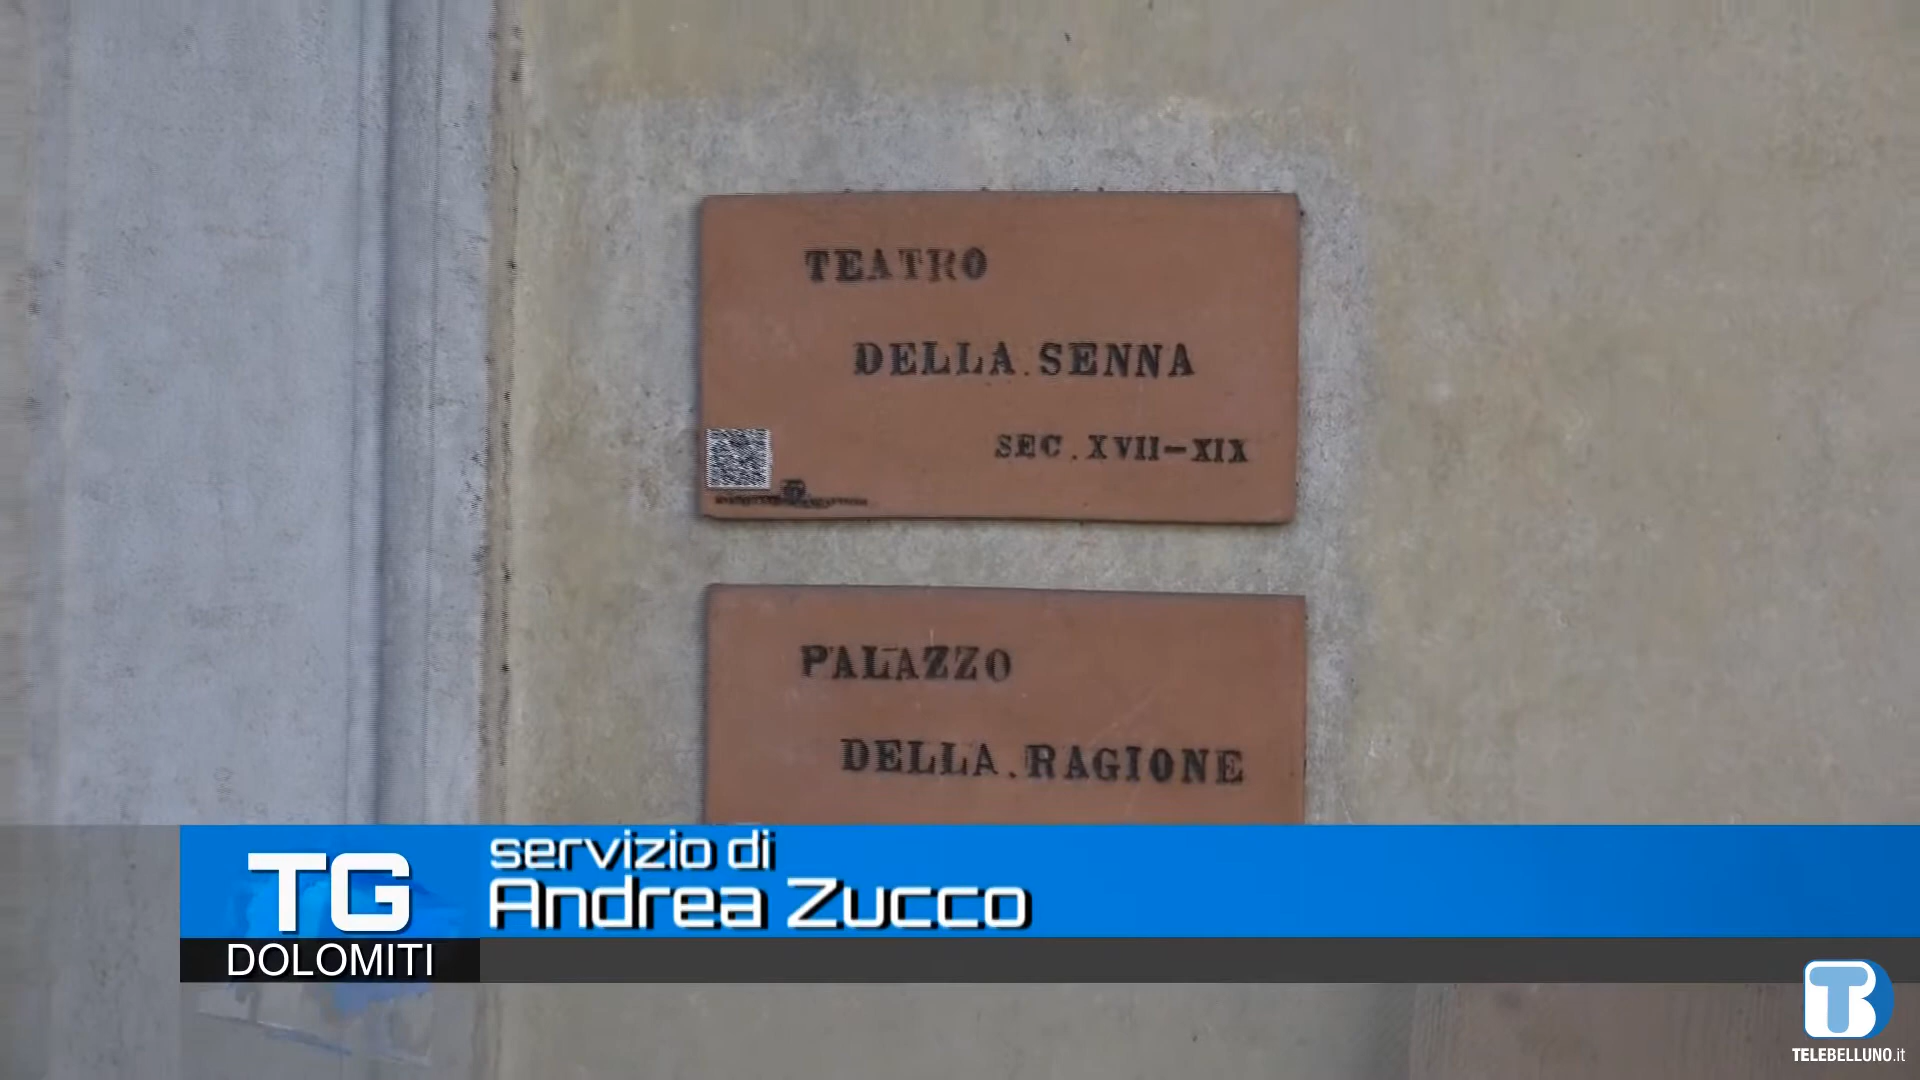 TEATRO
DELLA.SENNA
SEC.XVII-XIX
PALAZZO
DELLA.RAGIONE
servizio di
Andrea Zucco
TG
DOLOMITI
TELEBELLUNO.it